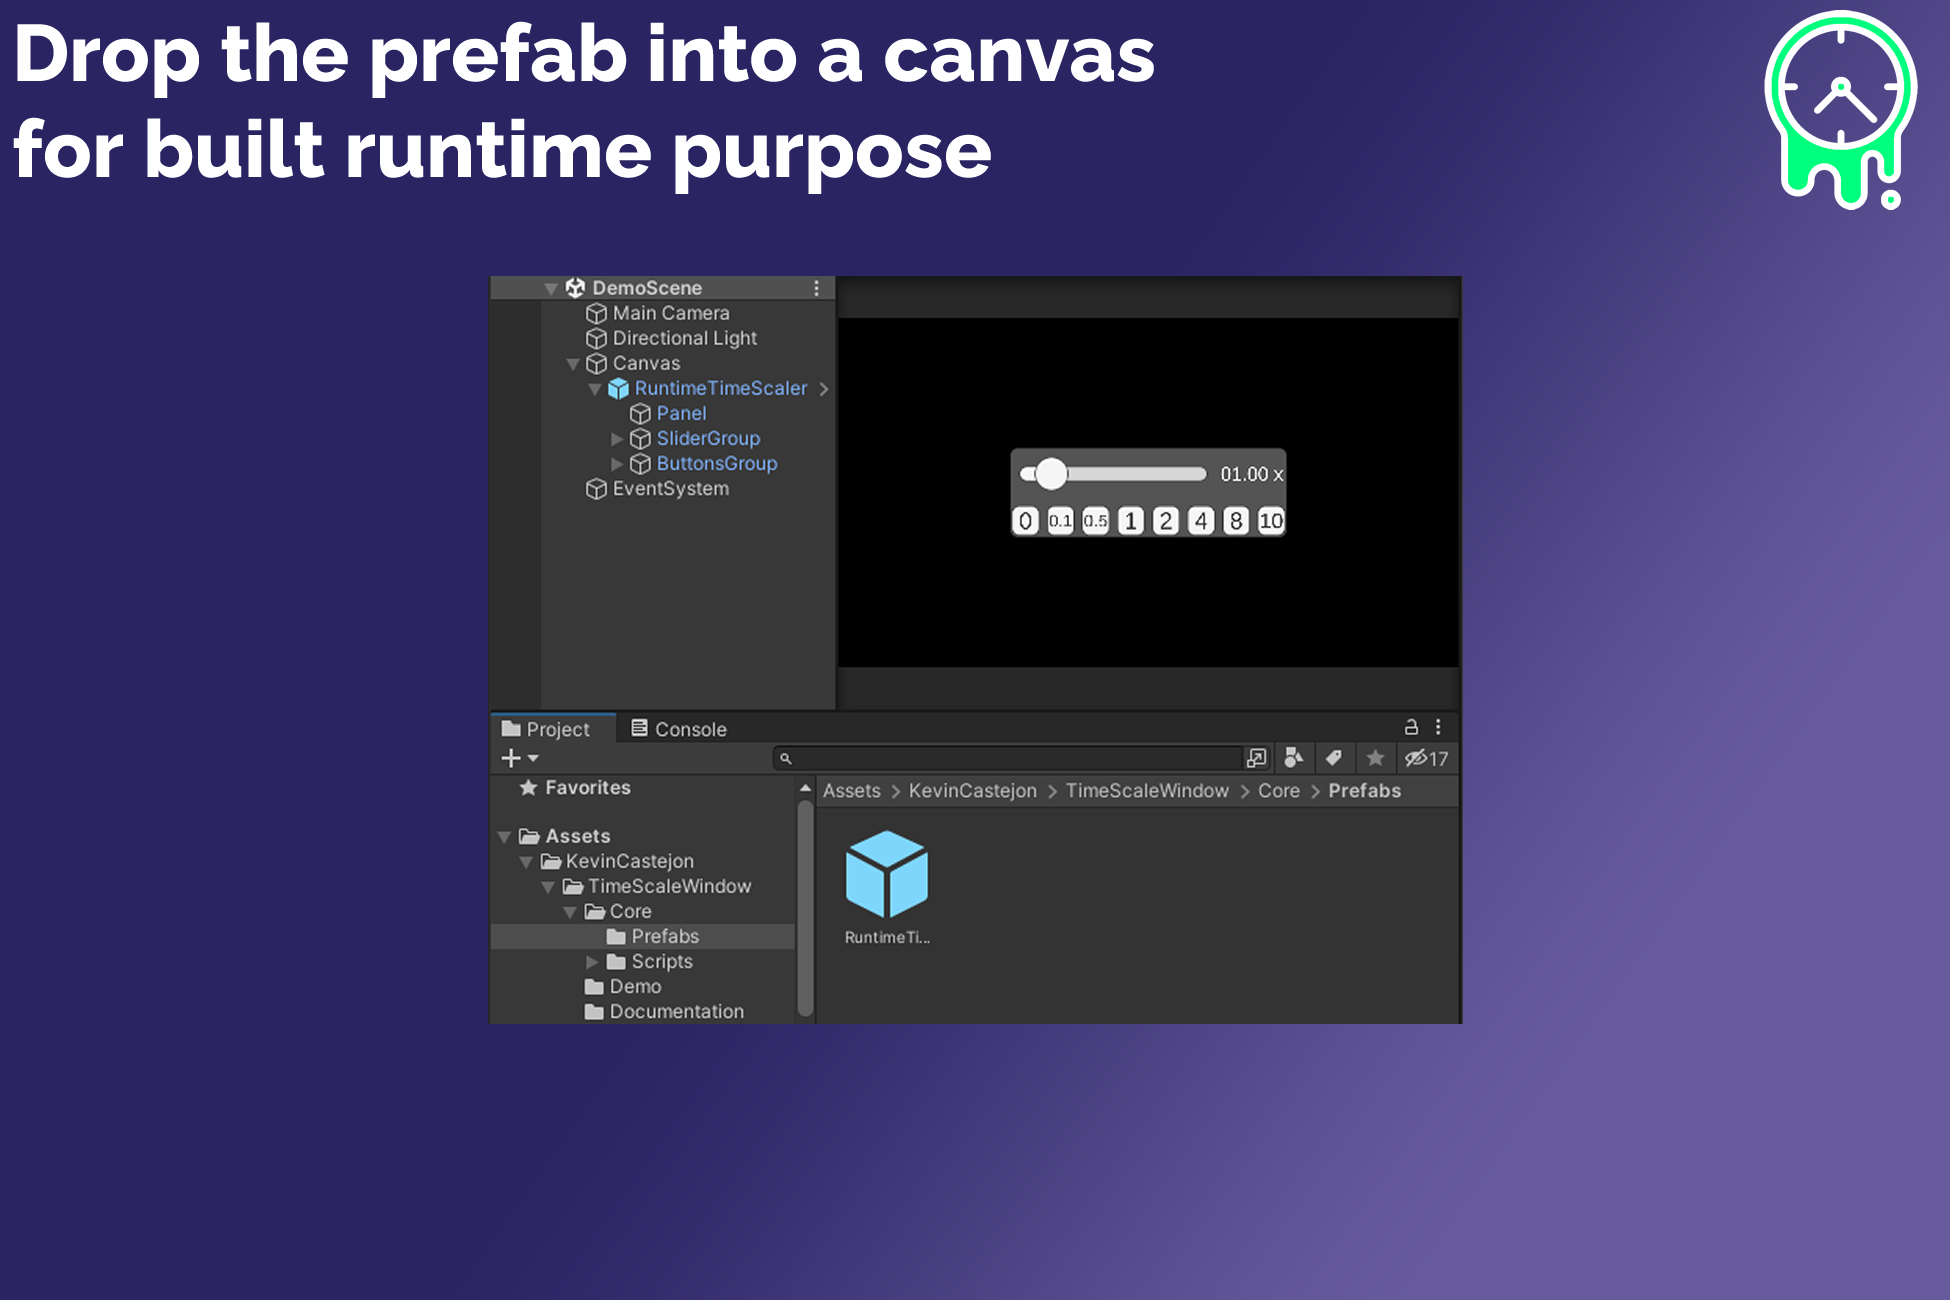 Drop the prefab into a canvas
for built runtime purpose
DemoScene
Main Camera
Directional Light
Canvas
RuntimeTimeScaler
Panel
SliderGroup
ButtonsGroup
EventSystem
01.00 x
0 0.1 0.5 1 2 4 8 10
Project Console
17
Favorites
Assets
KevinCastejon
TimeScaleWindow
Core
Prefabs
Scripts
Demo
Documentation
Assets > KevinCastejon > TimeScaleWindow > Core > Prefabs
RuntimeTi...